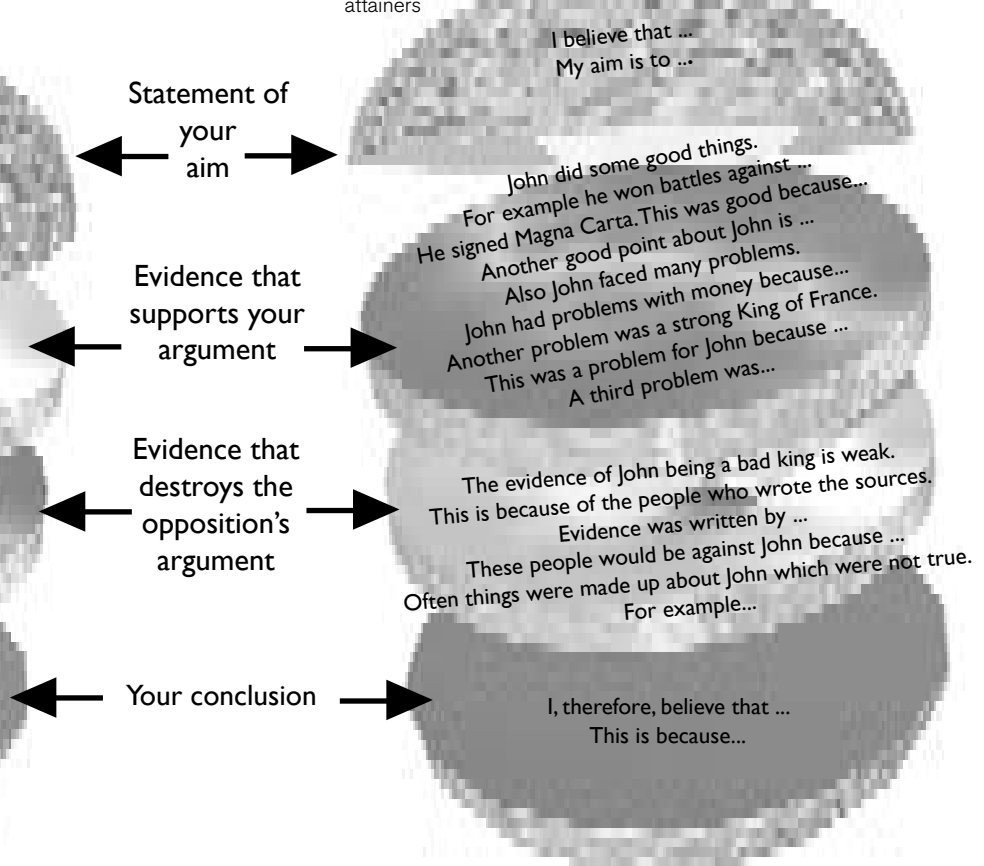 attainers
I believe that ...
My aim is to ...
Statement of
your
aim
John did some good things.
For example he won battles against ...
He signed Magna Carta.This was good because...
Another good point about John is ...
Also John faced many problems.
John had problems with money because...
Another problem was a strong King of France.
This was a problem for John because ...
A third problem was...
Evidence that
supports your
argument
The evidence of John being a bad king is weak.
This is because of the people who wrote the sources.
Evidence was written by ...
These people would be against John because ...
Often things were made up about John which were not true.
For example...
Evidence that
destroys the
opposition’s
argument
Your conclusion
I, therefore, believe that ...
This is because...